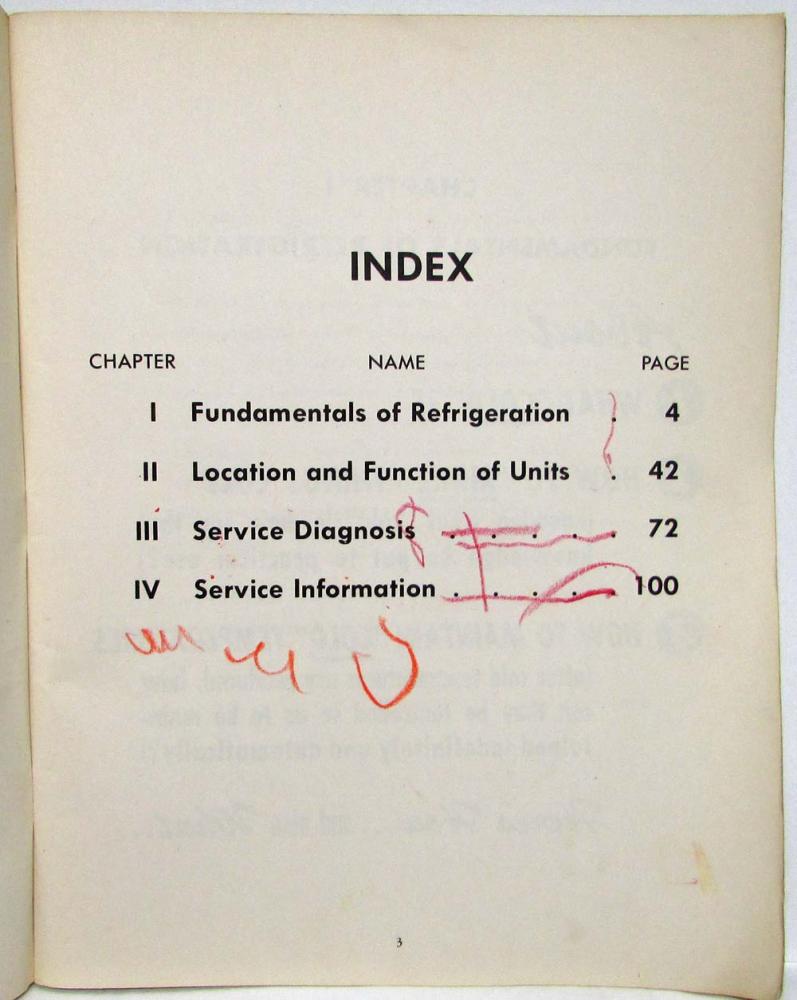 INDEX
CHAPTER NAME PAGE
I Fundamentals of Refrigeration . 4
II Location and Function of Units . 42
III Service Diagnosis . . . . . 72
IV Service Information . . . . . 100
3